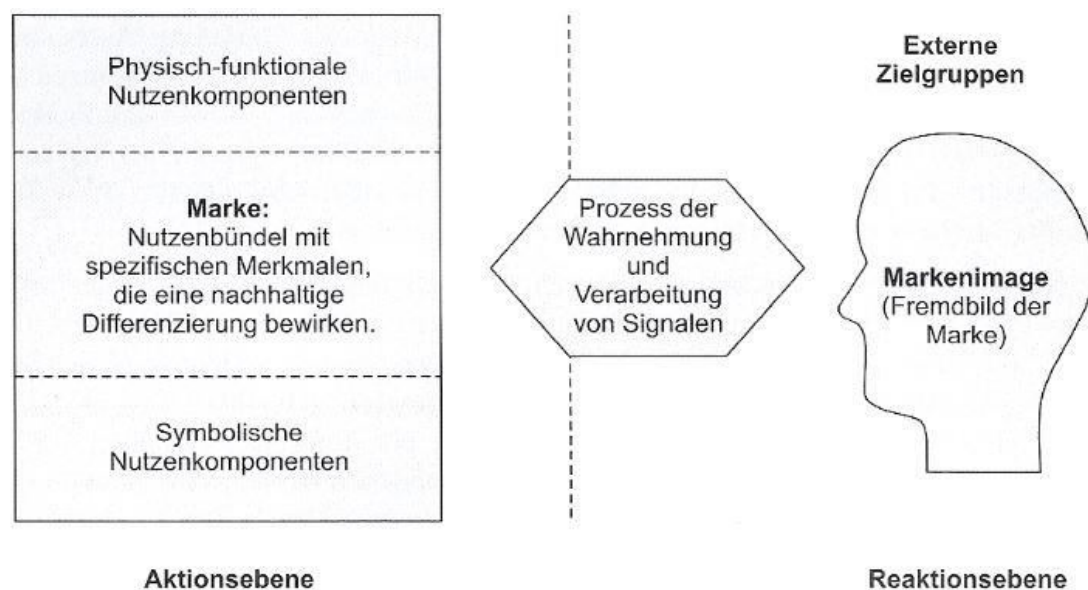 Physisch-funktionale
Nutzenkomponenten
Marke:
Nutzenbündel mit
spezifischen Merkmalen,
die eine nachhaltige
Differenzierung bewirken.
Symbolische
Nutzenkomponenten
Aktionsebene
Prozess der
Wahrnehmung
und
Verarbeitung
von Signalen
Externe
Zielgruppen
Markenimage
(Fremdbild der
Marke)
Reaktionsebene